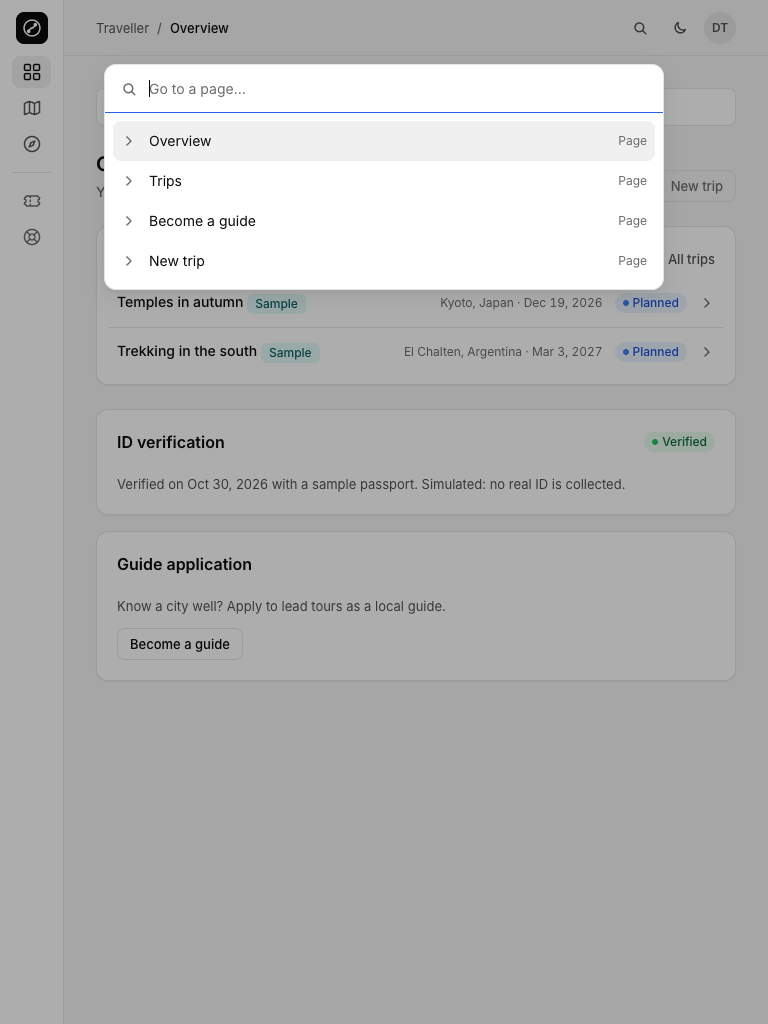 Traveller / Overview
DT
Go to a page...
Overview Page
Trips Page
Become a guide Page
New trip Page
New trip
All trips
Temples in autumn Sample Kyoto, Japan · Dec 19, 2026 Planned
Trekking in the south Sample El Chalten, Argentina · Mar 3, 2027 Planned
ID verification Verified
Verified on Oct 30, 2026 with a sample passport. Simulated: no real ID is collected.
Guide application
Know a city well? Apply to lead tours as a local guide.
Become a guide